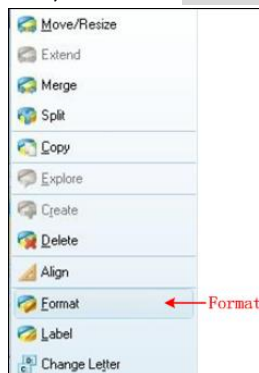 Move/Resize
Extend
Merge
Split
Copy
Explore
Create
Delete
Align
Format Format
Label
Change Letter